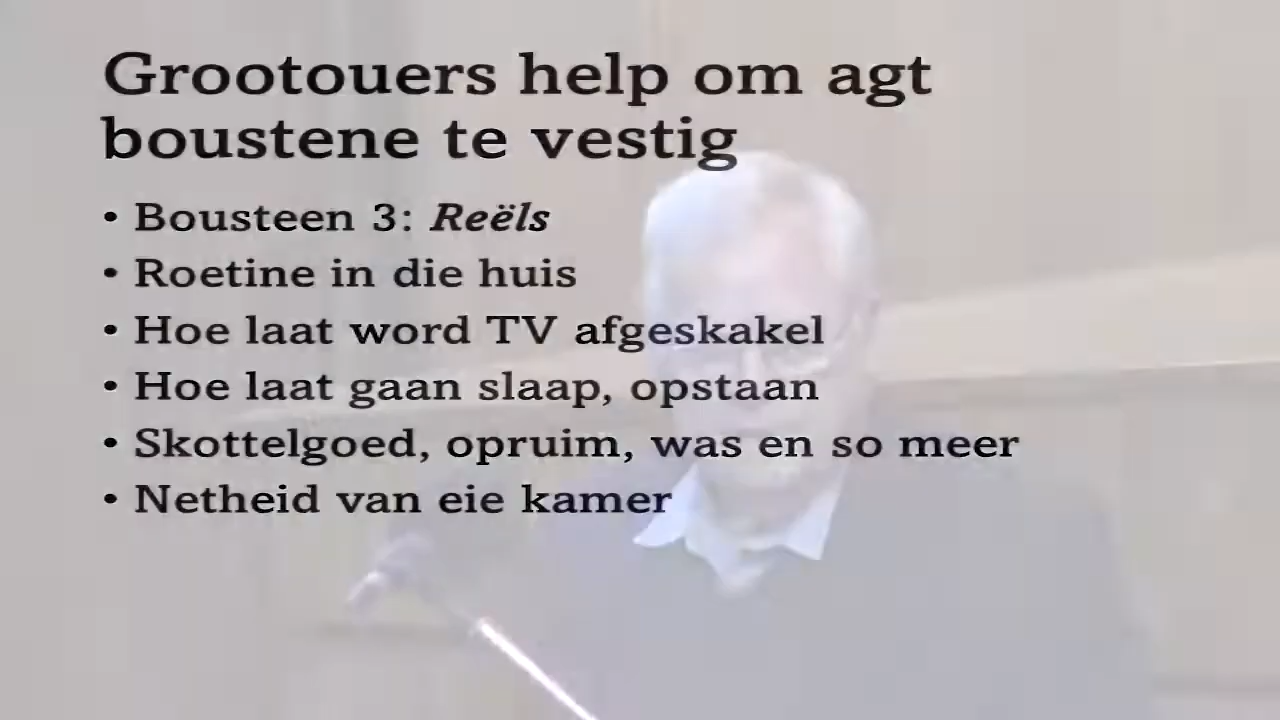 Grootouers help om agt
boustene te vestig
• Bousteen 3: Reëls
• Roetine in die huis
• Hoe laat word TV afgeskakel
• Hoe laat gaan slaap, opstaan
• Skottelgoed, opruim, was en so meer
• Netheid van eie kamer